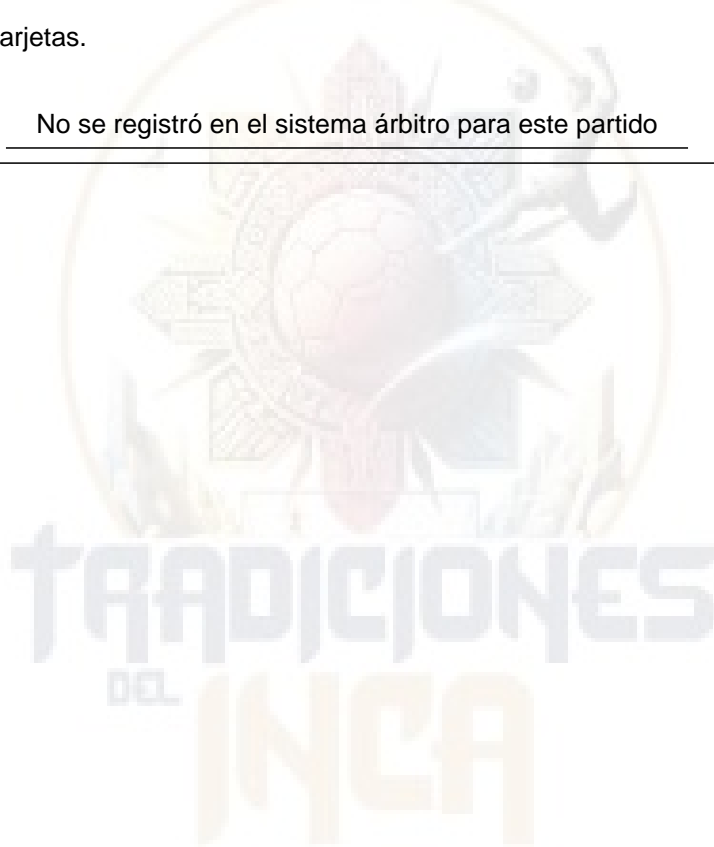 arjetas.
No se registró en el sistema árbitro para este partido
TRADICIONES
DEL
INCA